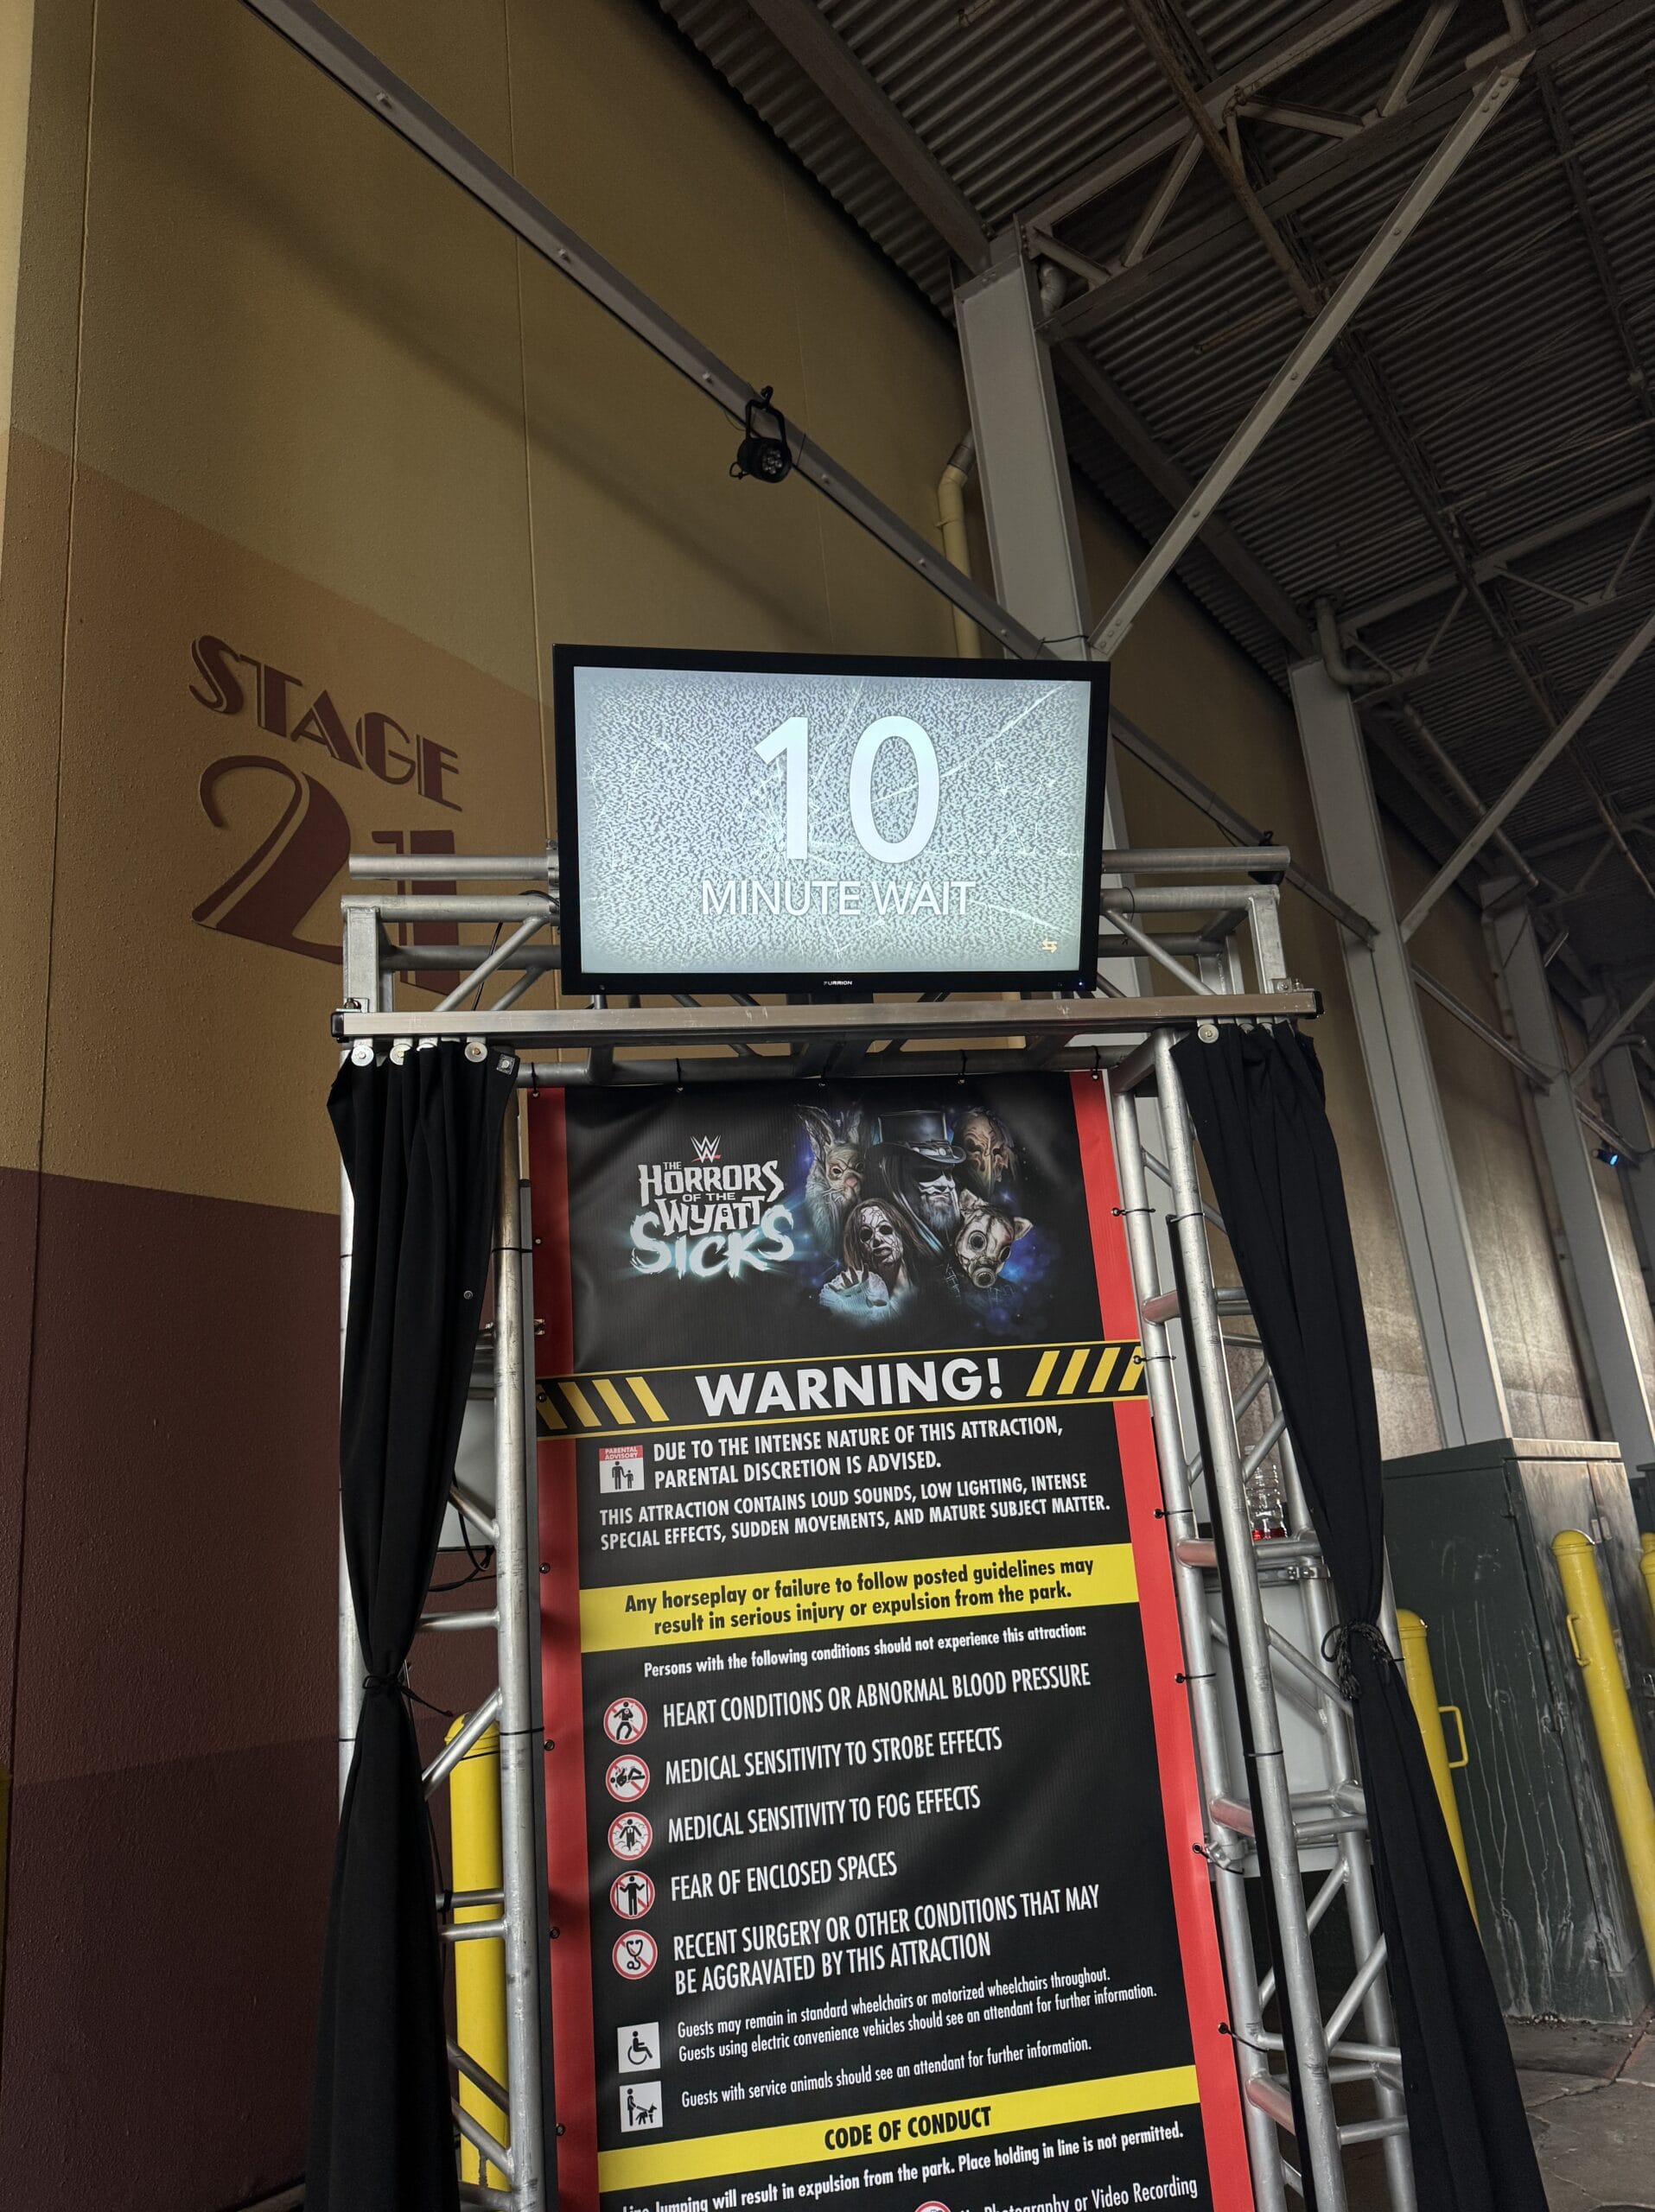 STAGE
21
10
MINUTE WAIT
FURRION
W
THE
HORRORS
OF THE
WYATT
SICKS
WARNING!
PARENTAL
ADVISORY
DUE TO THE INTENSE NATURE OF THIS ATTRACTION,
PARENTAL DISCRETION IS ADVISED.
THIS ATTRACTION CONTAINS LOUD SOUNDS, LOW LIGHTING, INTENSE
SPECIAL EFFECTS, SUDDEN MOVEMENTS, AND MATURE SUBJECT MATTER.
Any horseplay or failure to follow posted guidelines may
result in serious injury or expulsion from the park.
Persons with the following conditions should not experience this attraction:
HEART CONDITIONS OR ABNORMAL BLOOD PRESSURE
MEDICAL SENSITIVITY TO STROBE EFFECTS
MEDICAL SENSITIVITY TO FOG EFFECTS
FEAR OF ENCLOSED SPACES
RECENT SURGERY OR OTHER CONDITIONS THAT MAY
BE AGGRAVATED BY THIS ATTRACTION
Guests may remain in standard wheelchairs or motorized wheelchairs throughout.
Guests using electric convenience vehicles should see an attendant for further information.
Guests with service animals should see an attendant for further information.
CODE OF CONDUCT
Line jumping will result in expulsion from the park. Place holding in line is not permitted.
Photography or Video Recording